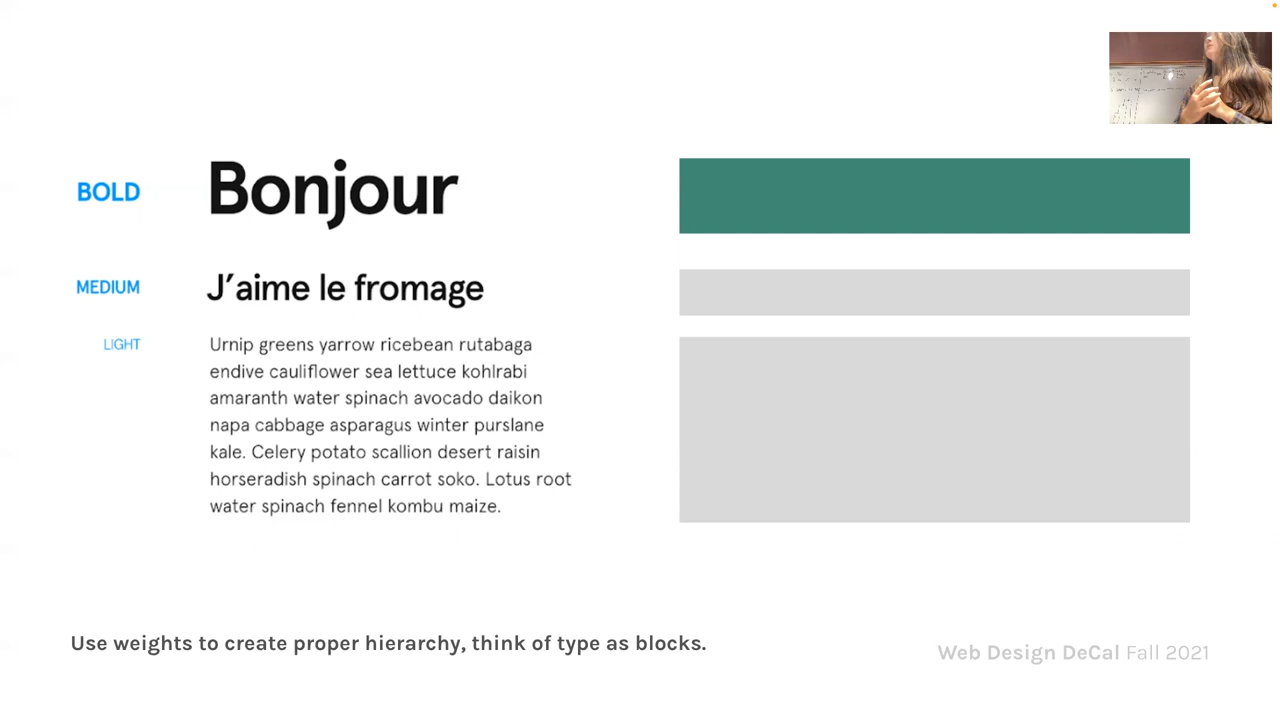 BOLD
Bonjour
MEDIUM
J’aime le fromage
LIGHT
Urnip greens yarrow ricebean rutabaga
endive cauliflower sea lettuce kohlrabi
amaranth water spinach avocado daikon
napa cabbage asparagus winter purslane
kale. Celery potato scallion desert raisin
horseradish spinach carrot soko. Lotus root
water spinach fennel kombu maize.
Use weights to create proper hierarchy, think of type as blocks.
Web Design DeCal Fall 2021